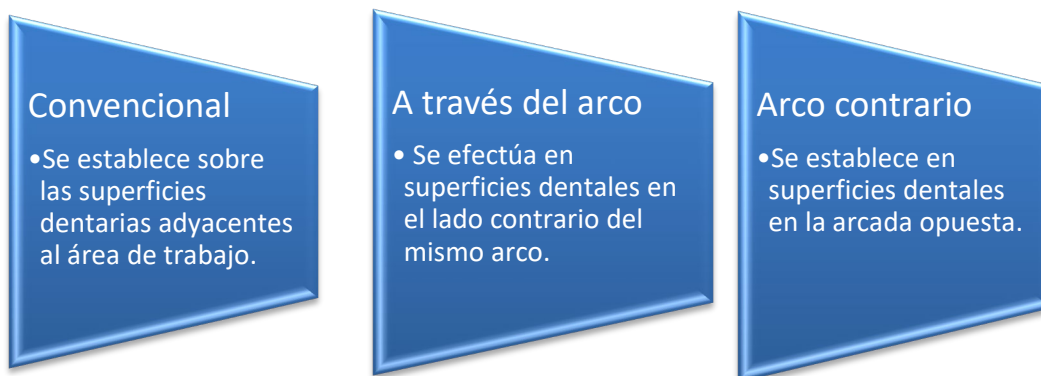 Convencional
•Se establece sobre
las superficies
dentarias adyacentes
al área de trabajo.
A través del arco
• Se efectúa en
superficies dentales en
el lado contrario del
mismo arco.
Arco contrario
•Se establece en
superficies dentales
en la arcada opuesta.